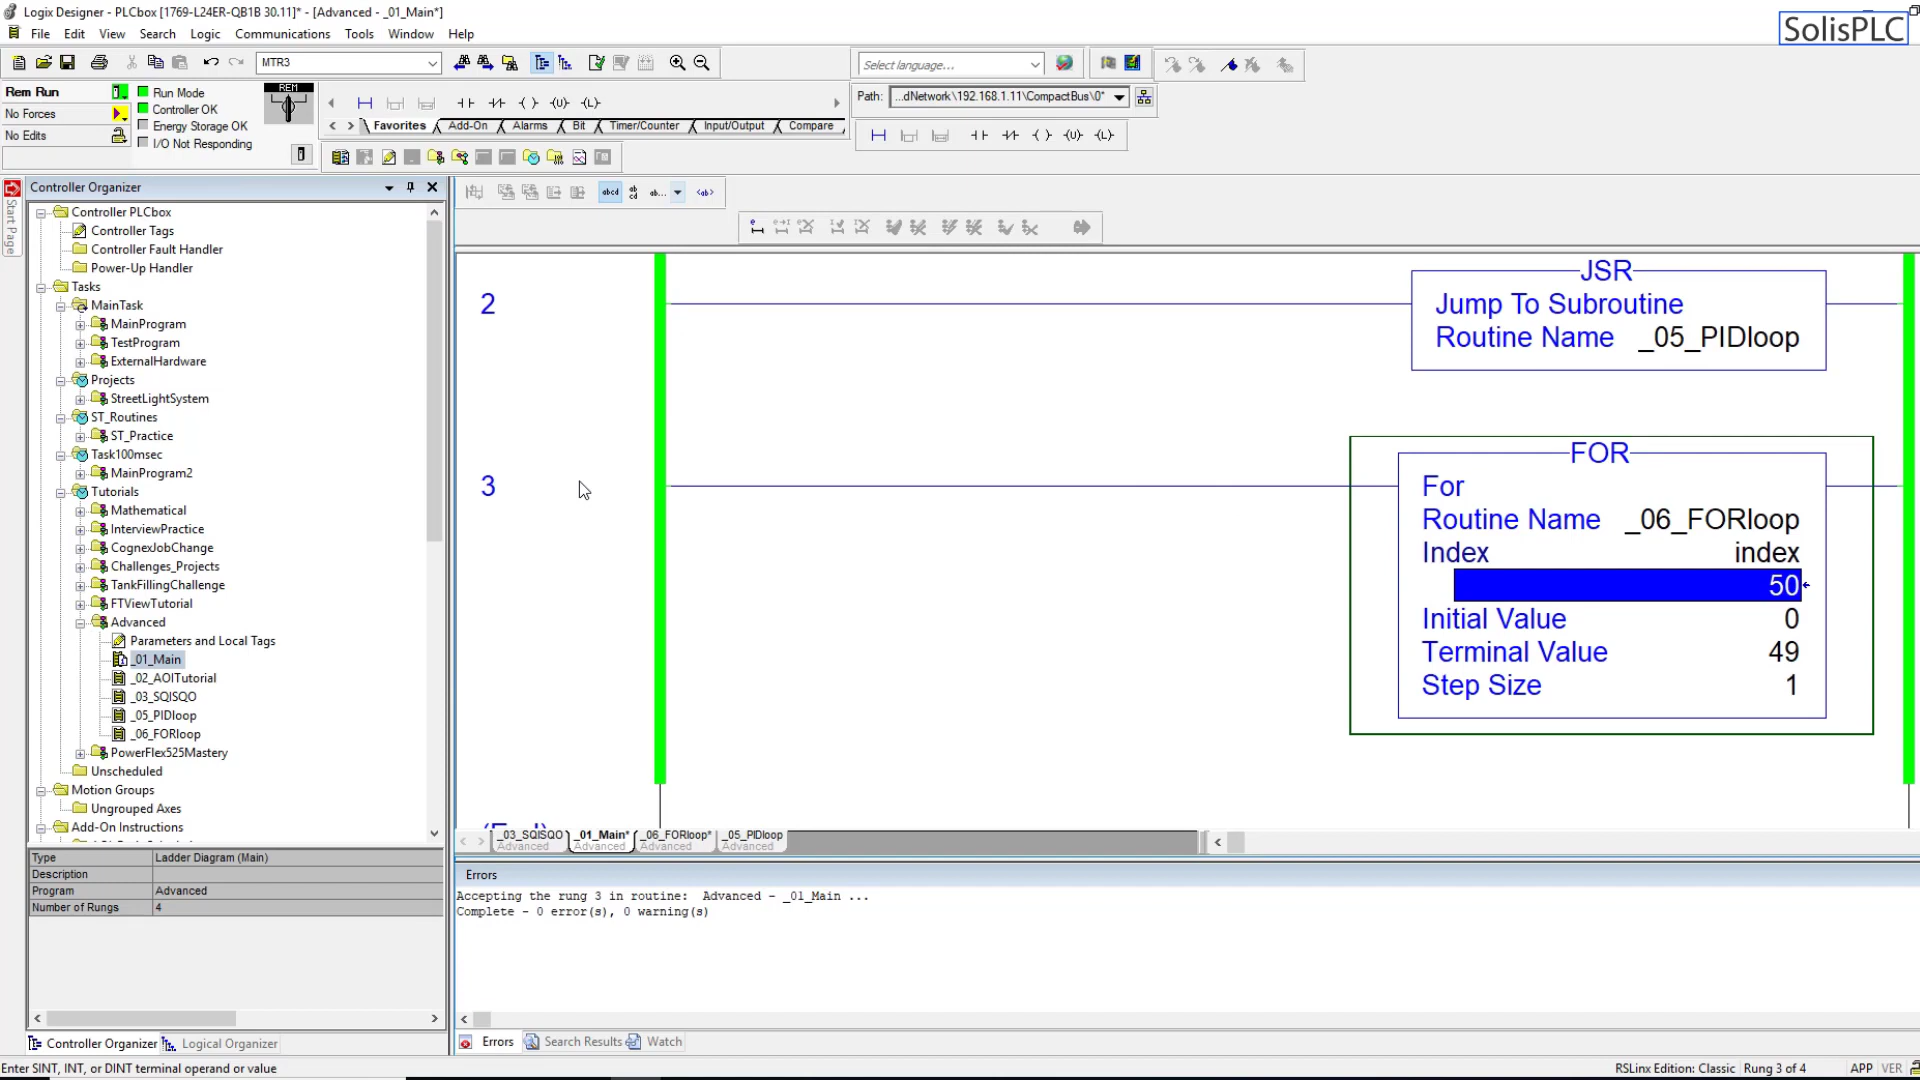 Logix Designer - PLCbox [1769-L24ER-QB1B 30.11]* - [Advanced - _01_Main*]
SolisPLC
File Edit View Search Logic Communications Tools Window Help
MTR3
Select language...
Rem Run
Run Mode
REM
No Forces
Controller OK
Energy Storage OK
No Edits
I/O Not Responding
Favorites Add-On Alarms Bit Timer/Counter Input/Output Compare
Path: ...dNetwork\192.168.1.11\CompactBus\0*
Start Page
Controller Organizer
Controller PLCbox
Controller Tags
Controller Fault Handler
Power-Up Handler
Tasks
MainTask
MainProgram
TestProgram
ExternalHardware
Projects
StreetLightSystem
ST_Routines
ST_Practice
Task100msec
MainProgram2
Tutorials
Mathematical
InterviewPractice
CognexJobChange
Challenges_Projects
TankFillingChallenge
FTViewTutorial
Advanced
Parameters and Local Tags
_01_Main
_02_AOITutorial
_03_SQISQO
_05_PIDloop
_06_FORloop
PowerFlex525Mastery
Unscheduled
Motion Groups
Ungrouped Axes
Add-On Instructions
Type Ladder Diagram (Main)
Description
Program Advanced
Number of Rungs 4
Controller Organizer Logical Organizer
2
JSR
Jump To Subroutine
Routine Name _05_PIDloop
3
FOR
For
Routine Name _06_FORloop
Index index
50
Initial Value 0
Terminal Value 49
Step Size 1
(End)
_03_SQISQO _01_Main* _06_FORloop* _05_PIDloop
Advanced Advanced Advanced Advanced
Errors
Accepting the rung 3 in routine: Advanced - _01_Main ...
Complete - 0 error(s), 0 warning(s)
Errors Search Results Watch
Enter SINT, INT, or DINT terminal operand or value
RSLinx Edition: Classic Rung 3 of 4 APP VER